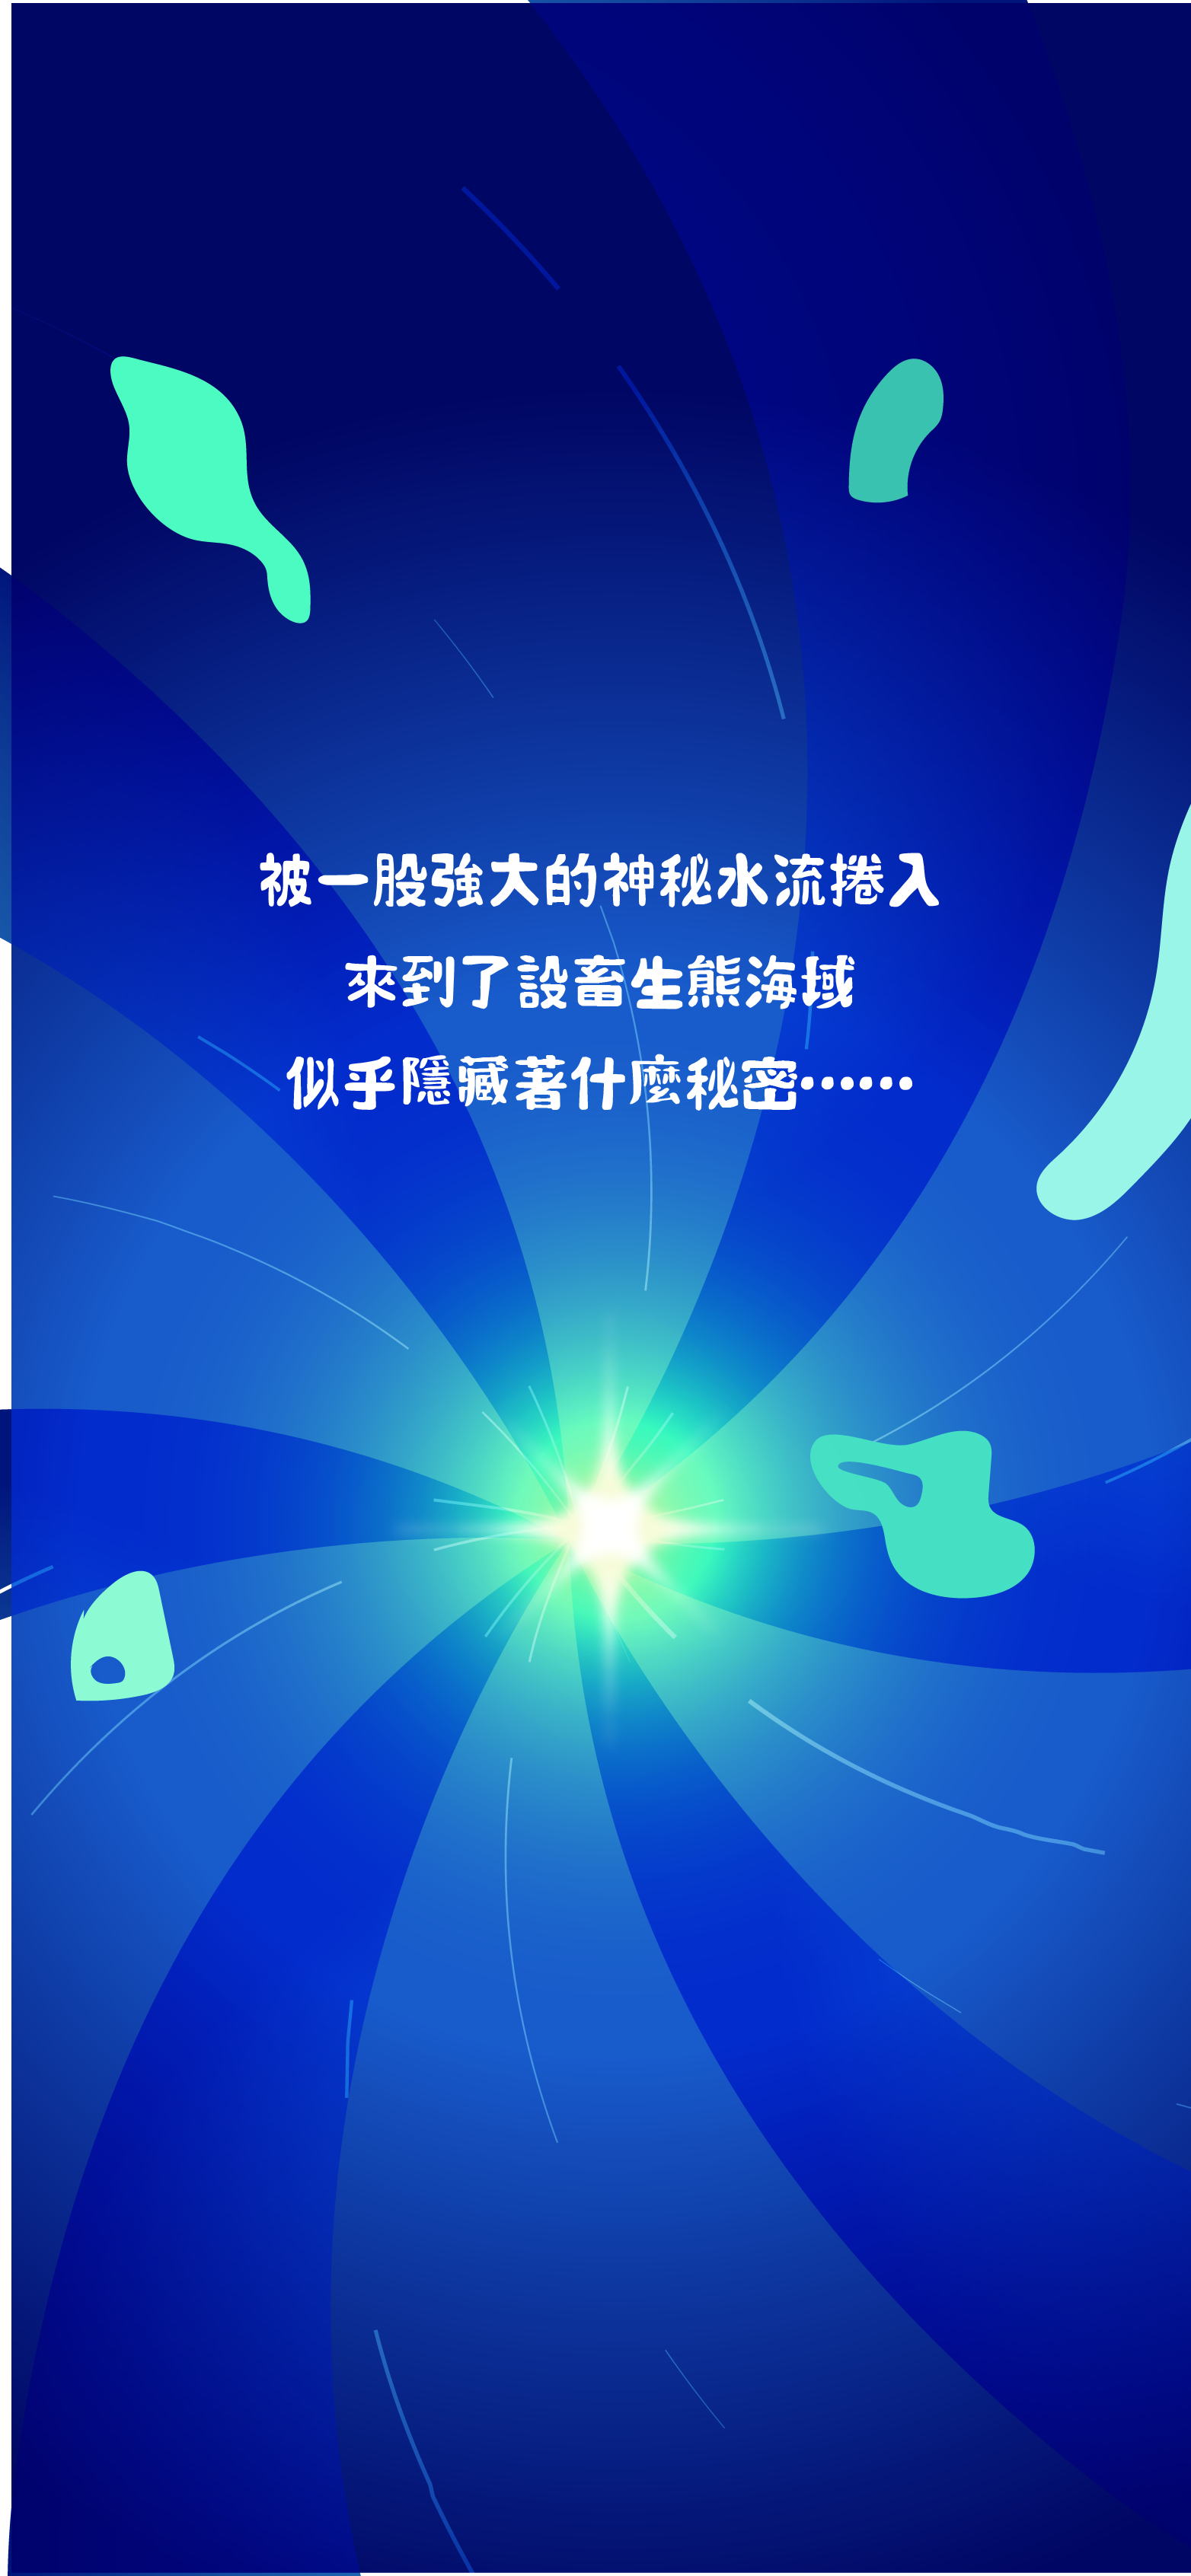 被一股強大的神秘水流捲入
來到了設畜生熊海域
似乎隱藏著什麼秘密……